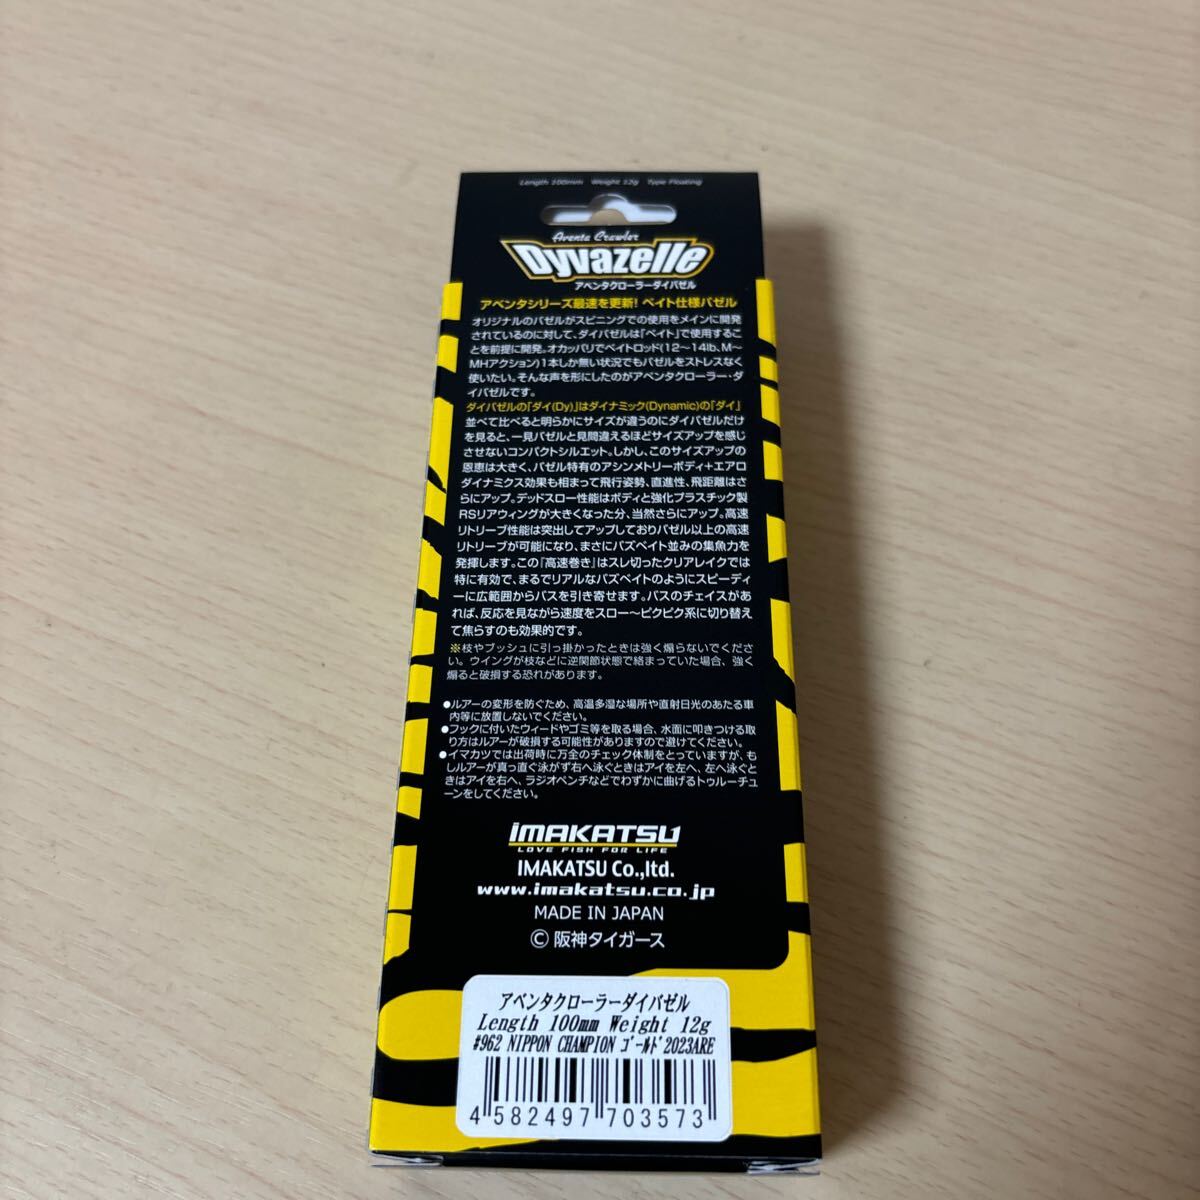 Length 100mm Weight 12g Type Floating
Aventa Crawler
Dyvazelle
アベンタクローラーダイバゼル
アベンタシリーズ最速を更新! ベイト仕様バゼル
オリジナルのバゼルがスピニングでの使用をメインに開発
されているのに対して、ダイバゼルは「ベイト」で使用するこ
とを前提に開発。オカッパリでベイトロッド(12〜14lb、M〜
MHアクション)1本しか無い状況でもバゼルをストレスなく
使いたい。そんな声を形にしたのがアベンタクローラー・ダ
イバゼルです。
ダイバゼルの「ダイ(Dy)」はダイナミック(Dynamic)の「ダイ」
並べて比べると明らかにサイズが違うのにダイバゼルだけ
を見ると、一見バゼルと見間違えるほどサイズアップを感じ
させないコンパクトシルエット。しかし、このサイズアップの
恩恵は大きく、バゼル特有のアシンメトリーボディ+エアロ
ダイナミクス効果も相まって飛行姿勢、直進性、飛距離はさ
らにアップ。デッドスロー性能はボディと強化プラスチック製
RSリアウィングが大きくなった分、当然さらにアップ。高速
リトリーブ性能は突出してアップしておりバゼル以上の高速
リトリーブが可能になり、まさにバズベイト並みの集魚力を
発揮します。この『高速巻き』はスレ切ったクリアレイクでは
特に有効で、まるでリアルなバズベイトのようにスピーディ
ーに広範囲からバスを引き寄せます。バスのチェイスがあ
れば、反応を見ながら速度をスロー〜ピクピク系に切り替え
て焦らすのも効果的です。
※枝やブッシュに引っ掛かったときは強く煽らないでくださ
い。ウイングが枝などに逆関節状態で絡まっていた場合、強く
煽ると破損する恐れがあります。
●ルアーの変形を防ぐため、高温多湿な場所や直射日光のあたる車
内等に放置しないでください。
●フックに付いたウィードやゴミ等を取る場合、水面に叩きつける取
り方はルアーが破損する可能性がありますので避けてください。
●イマカツでは出荷時に万全のチェック体制をとっていますが、も
しルアーが真っ直ぐ泳がず右へ泳ぐときはアイを左へ、左へ泳ぐと
きはアイを右へ、ラジオペンチなどでわずかに曲げるトゥルーチュ
ーンをしてください。
IMAKATSU
LOVE FISH FOR LIFE
IMAKATSU Co.,ltd.
www.imakatsu.co.jp
MADE IN JAPAN
© 阪神タイガース
アベンタクローラーダイバゼル
Length 100mm Weight 12g
#962 NIPPON CHAMPION ｺﾞｰﾙﾄﾞ2023ARE
4 582497 703573